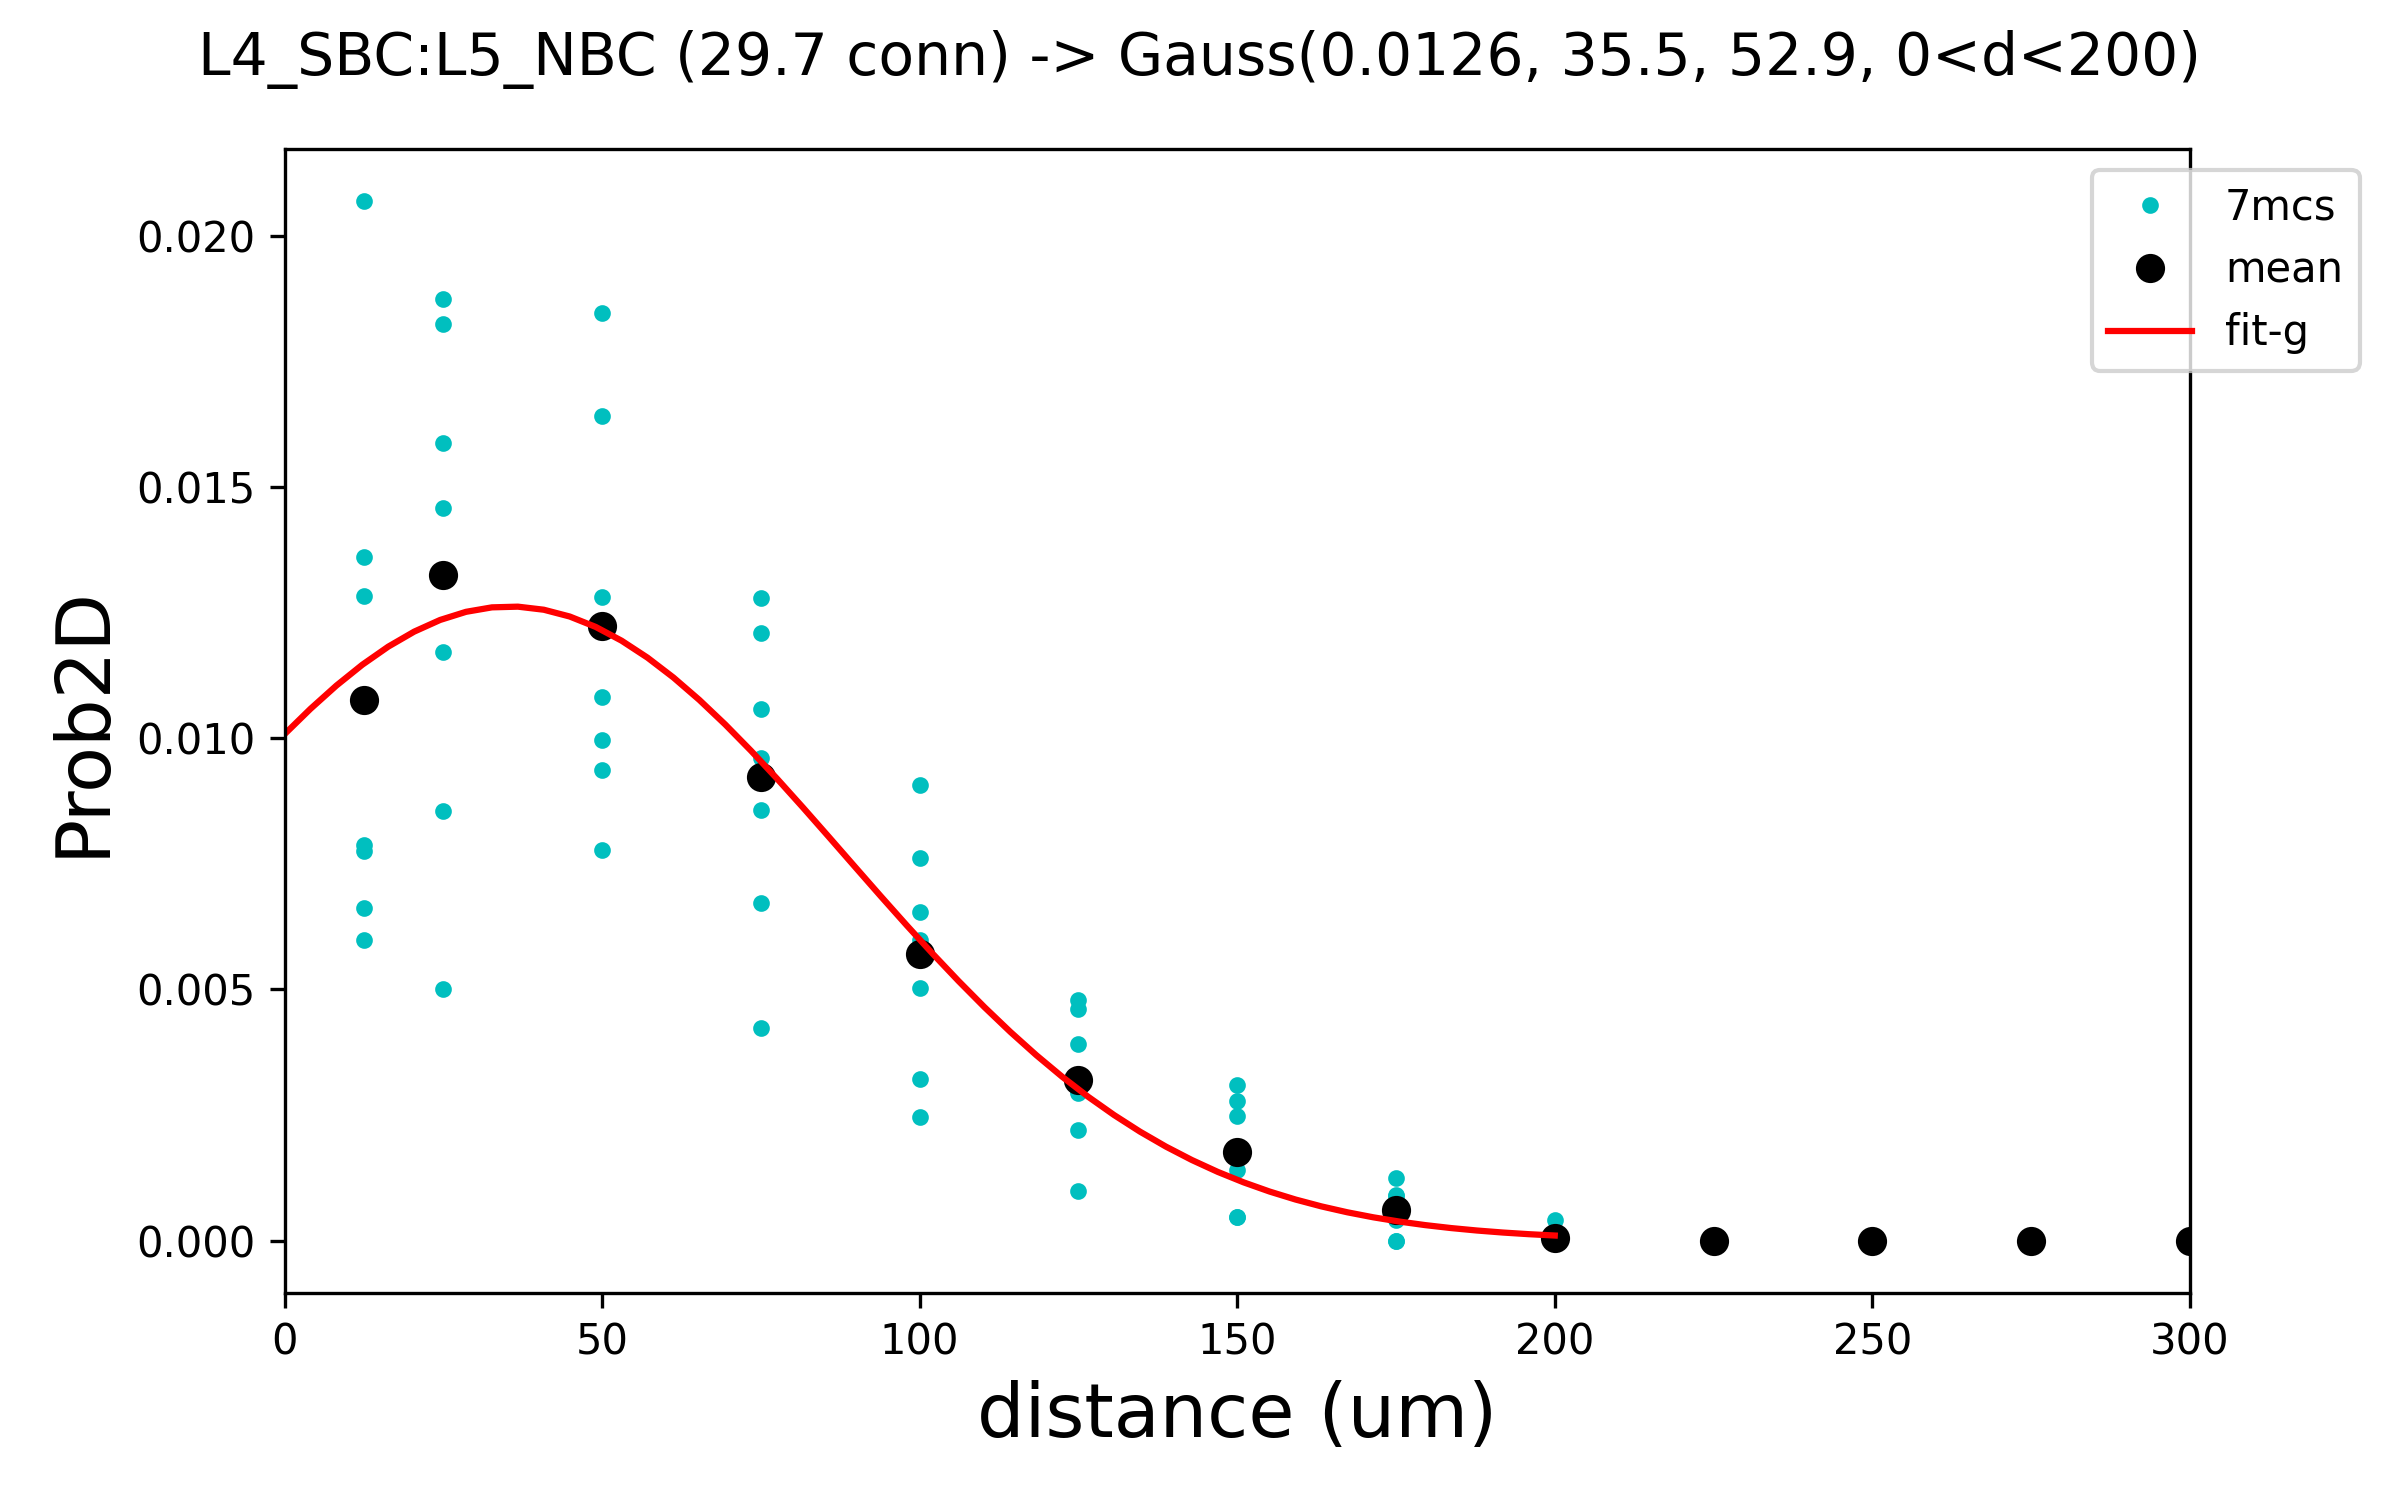 L4_SBC:L5_NBC (29.7 conn) -> Gauss(0.0126, 35.5, 52.9, 0<d<200)
7mcs
mean
fit-g
Prob2D
0.020
0.015
0.010
0.005
0.000
0 50 100 150 200 250 300
distance (um)